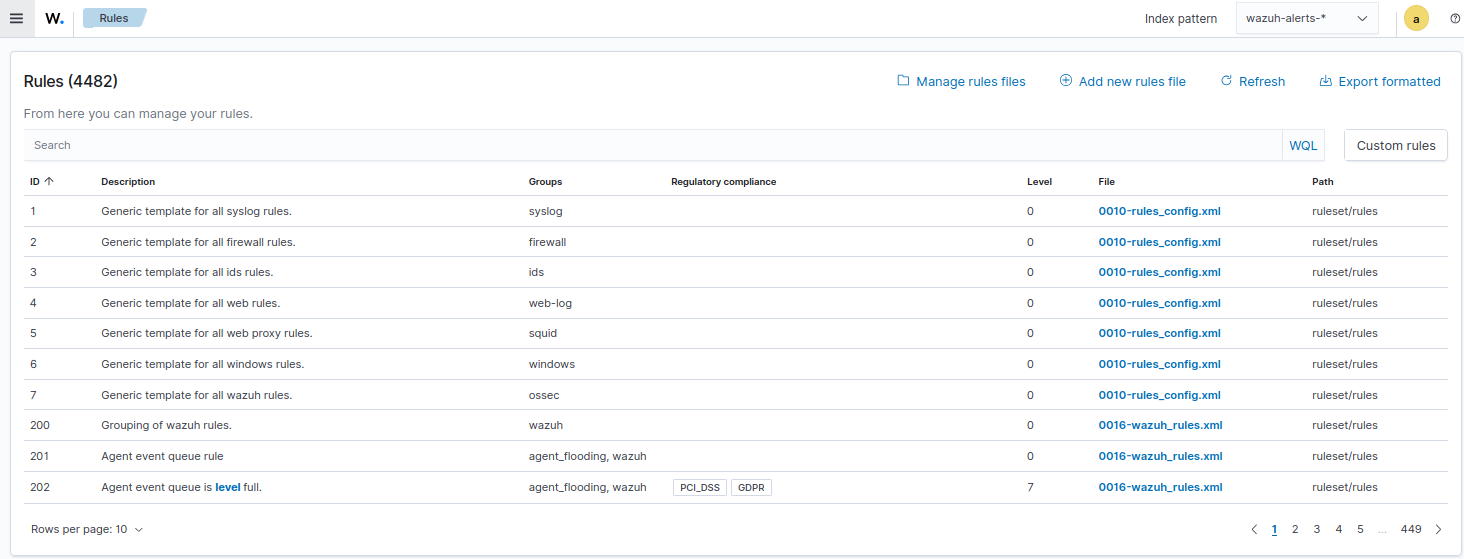 W. Rules Index pattern wazuh-alerts-* a
Rules (4482) Manage rules files Add new rules file Refresh Export formatted
From here you can manage your rules.
Search WQL Custom rules
ID Description Groups Regulatory compliance Level File Path
1 Generic template for all syslog rules. syslog 0 0010-rules_config.xml ruleset/rules
2 Generic template for all firewall rules. firewall 0 0010-rules_config.xml ruleset/rules
3 Generic template for all ids rules. ids 0 0010-rules_config.xml ruleset/rules
4 Generic template for all web rules. web-log 0 0010-rules_config.xml ruleset/rules
5 Generic template for all web proxy rules. squid 0 0010-rules_config.xml ruleset/rules
6 Generic template for all windows rules. windows 0 0010-rules_config.xml ruleset/rules
7 Generic template for all wazuh rules. ossec 0 0010-rules_config.xml ruleset/rules
200 Grouping of wazuh rules. wazuh 0 0016-wazuh_rules.xml ruleset/rules
201 Agent event queue rule agent_flooding, wazuh 0 0016-wazuh_rules.xml ruleset/rules
202 Agent event queue is level full. agent_flooding, wazuh PCI_DSS GDPR 7 0016-wazuh_rules.xml ruleset/rules
Rows per page: 10 1 2 3 4 5 ... 449